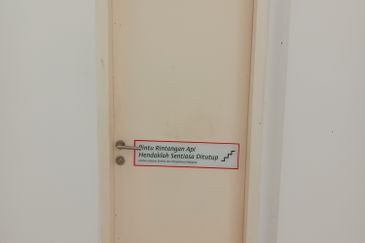 Pintu Rintangan Api
Hendaklah Sentiasa Ditutup